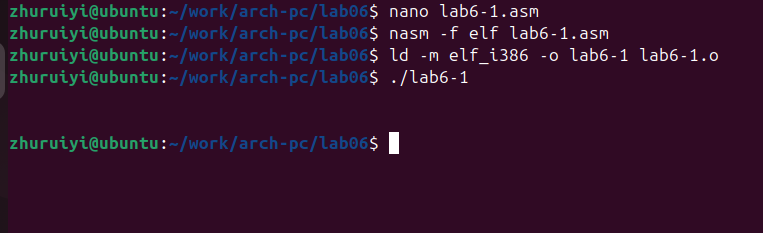 zhuruiyi@ubuntu:~/work/arch-pc/lab06$ nano lab6-1.asm
zhuruiyi@ubuntu:~/work/arch-pc/lab06$ nasm -f elf lab6-1.asm
zhuruiyi@ubuntu:~/work/arch-pc/lab06$ ld -m elf_i386 -o lab6-1 lab6-1.o
zhuruiyi@ubuntu:~/work/arch-pc/lab06$ ./lab6-1
zhuruiyi@ubuntu:~/work/arch-pc/lab06$